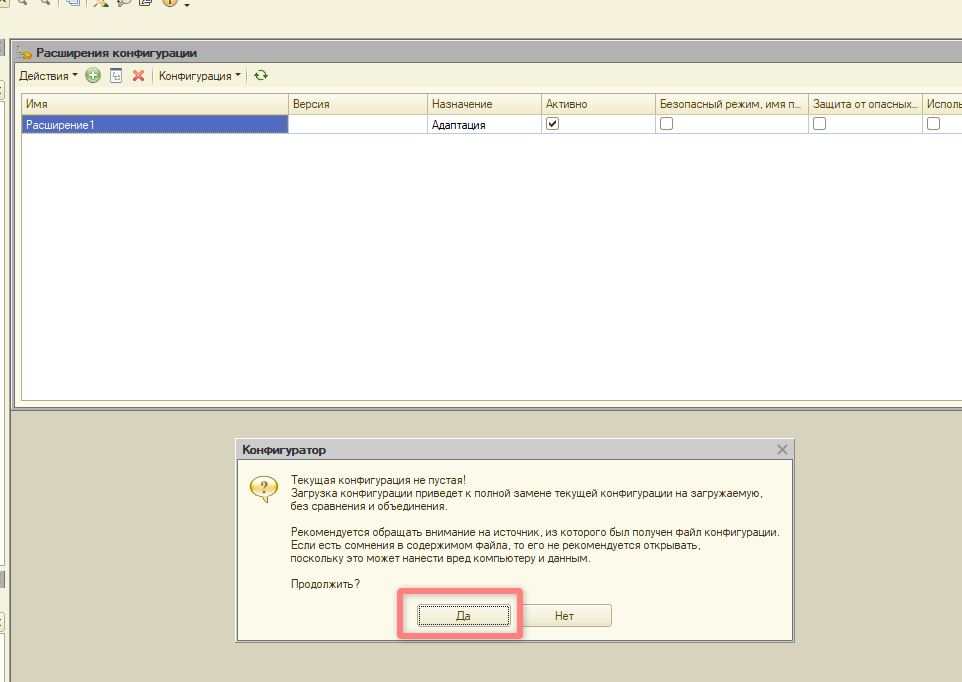 Расширения конфигурации
Действия Конфигурация
Имя Версия Назначение Активно Безопасный режим, имя п... Защита от опасных... Исполь
Расширение1 Адаптация
Конфигуратор
Текущая конфигурация не пустая!
Загрузка конфигурации приведет к полной замене текущей конфигурации на загружаемую,
без сравнения и объединения.
Рекомендуется обращать внимание на источник, из которого был получен файл конфигурации.
Если есть сомнения в содержимом файла, то его не рекомендуется открывать,
поскольку это может нанести вред компьютеру и данным.
Продолжить?
Да Нет